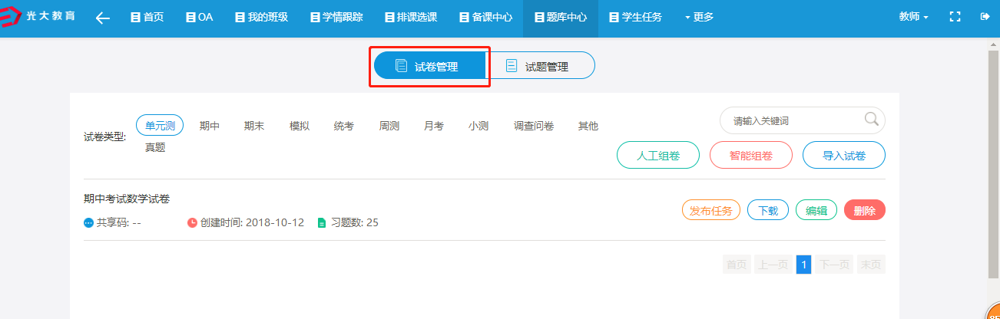 光大教育 首页 OA 我的班级 学情跟踪 排课选课 备课中心 题库中心 学生任务 更多 教师
试卷管理 试题管理
试卷类型: 单元测 期中 期末 模拟 统考 周测 月考 小测 调查问卷 其他
真题
请输入关键词
人工组卷 智能组卷 导入试卷
期中考试数学试卷
共享码: -- 创建时间: 2018-10-12 习题数: 25
发布任务 下载 编辑 删除
首页 上一页 1 下一页 末页